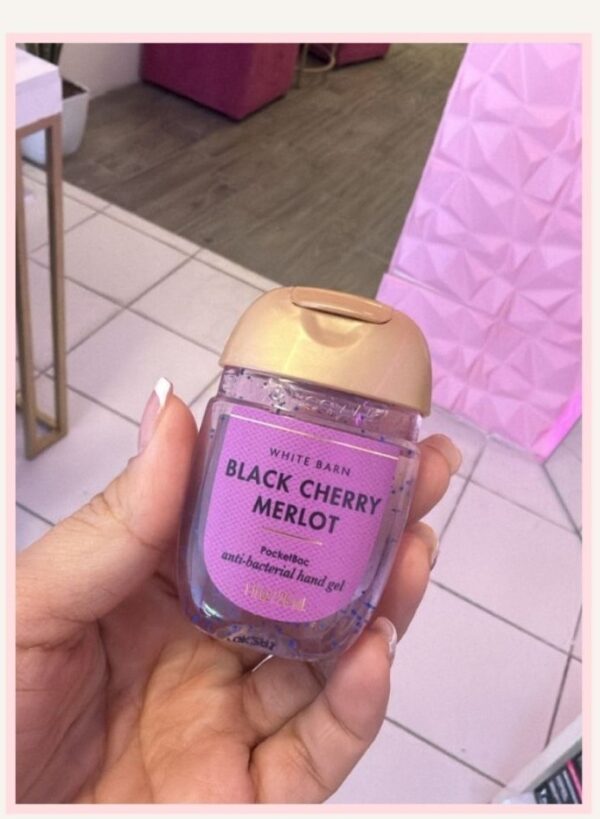 WHITE BARN
BLACK CHERRY
MERLOT
PocketBac
anti-bacterial hand gel